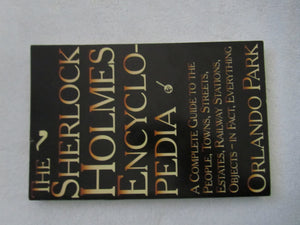 THE
SHERLOCK
HOLMES
ENCYCLO-
PEDIA
A COMPLETE GUIDE TO THE
PEOPLE, TOWNS, STREETS,
ESTATES, RAILWAY STATIONS,
OBJECTS – IN FACT, EVERYTHING
ORLANDO PARK